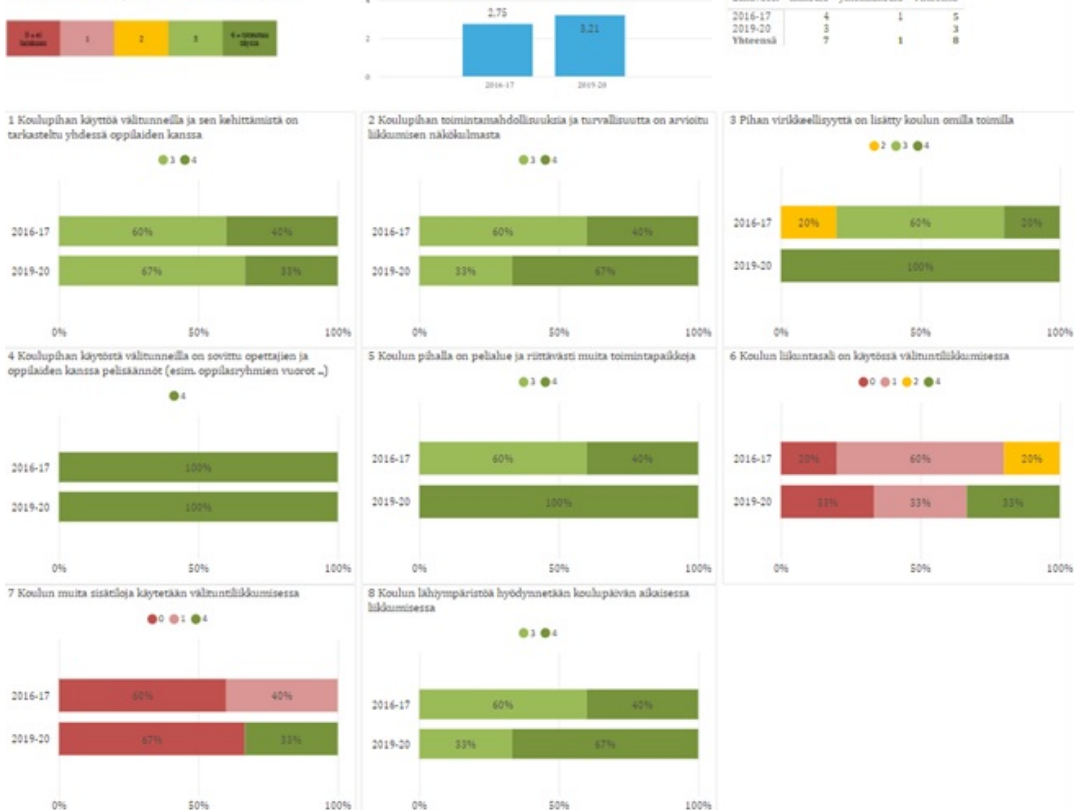 1
2
3
4
2
0
2.75
3.21
2016-17
2019-20
2016-17 4 1 5
2019-20 3 3
Yhteensä 7 1 8
1 Koulupihan käyttöä välitunneilla ja sen kehittämistä on
tarkasteltu yhdessä oppilaiden kanssa
3 4
2016-17 60% 40%
2019-20 67% 33%
0% 50% 100%
2 Koulupihan toimintamahdollisuuksia ja turvallisuutta on arvioitu
liikkumisen näkökulmasta
3 4
2016-17 60% 40%
2019-20 33% 67%
0% 50% 100%
3 Pihan virikkeellisyyttä on lisätty koulun omilla toimilla
2 3 4
2016-17 20% 60% 20%
2019-20 100%
0% 50% 100%
4 Koulupihan käytöstä välitunneilla on sovittu opettajien ja
oppilaiden kanssa pelisäännöt (esim. oppilasryhmien vuorot ..)
4
2016-17 100%
2019-20 100%
0% 50% 100%
5 Koulun pihalla on pelialue ja riittävästi muita toimintapaikkoja
3 4
2016-17 60% 40%
2019-20 100%
0% 50% 100%
6 Koulun liikuntasali on käytössä välituntiliikkumisessa
0 1 2 4
2016-17 20% 60% 20%
2019-20 33% 33% 33%
0% 50% 100%
7 Koulun muita sisätiloja käytetään välituntiliikkumisessa
0 1 4
2016-17 60% 40%
2019-20 67% 33%
0% 50% 100%
8 Koulun lähiympäristöä hyödynnetään koulupäivän aikaisessa
liikkumisessa
3 4
2016-17 60% 40%
2019-20 33% 67%
0% 50% 100%